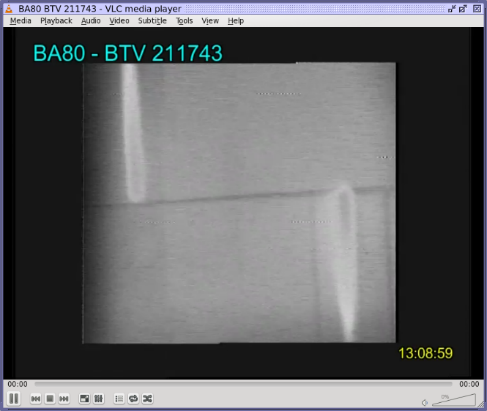 BA80 BTV 211743 - VLC media player
Media Playback Audio Video Subtitle Tools View Help
BA80 - BTV 211743
13:08:59
00:00 00:00